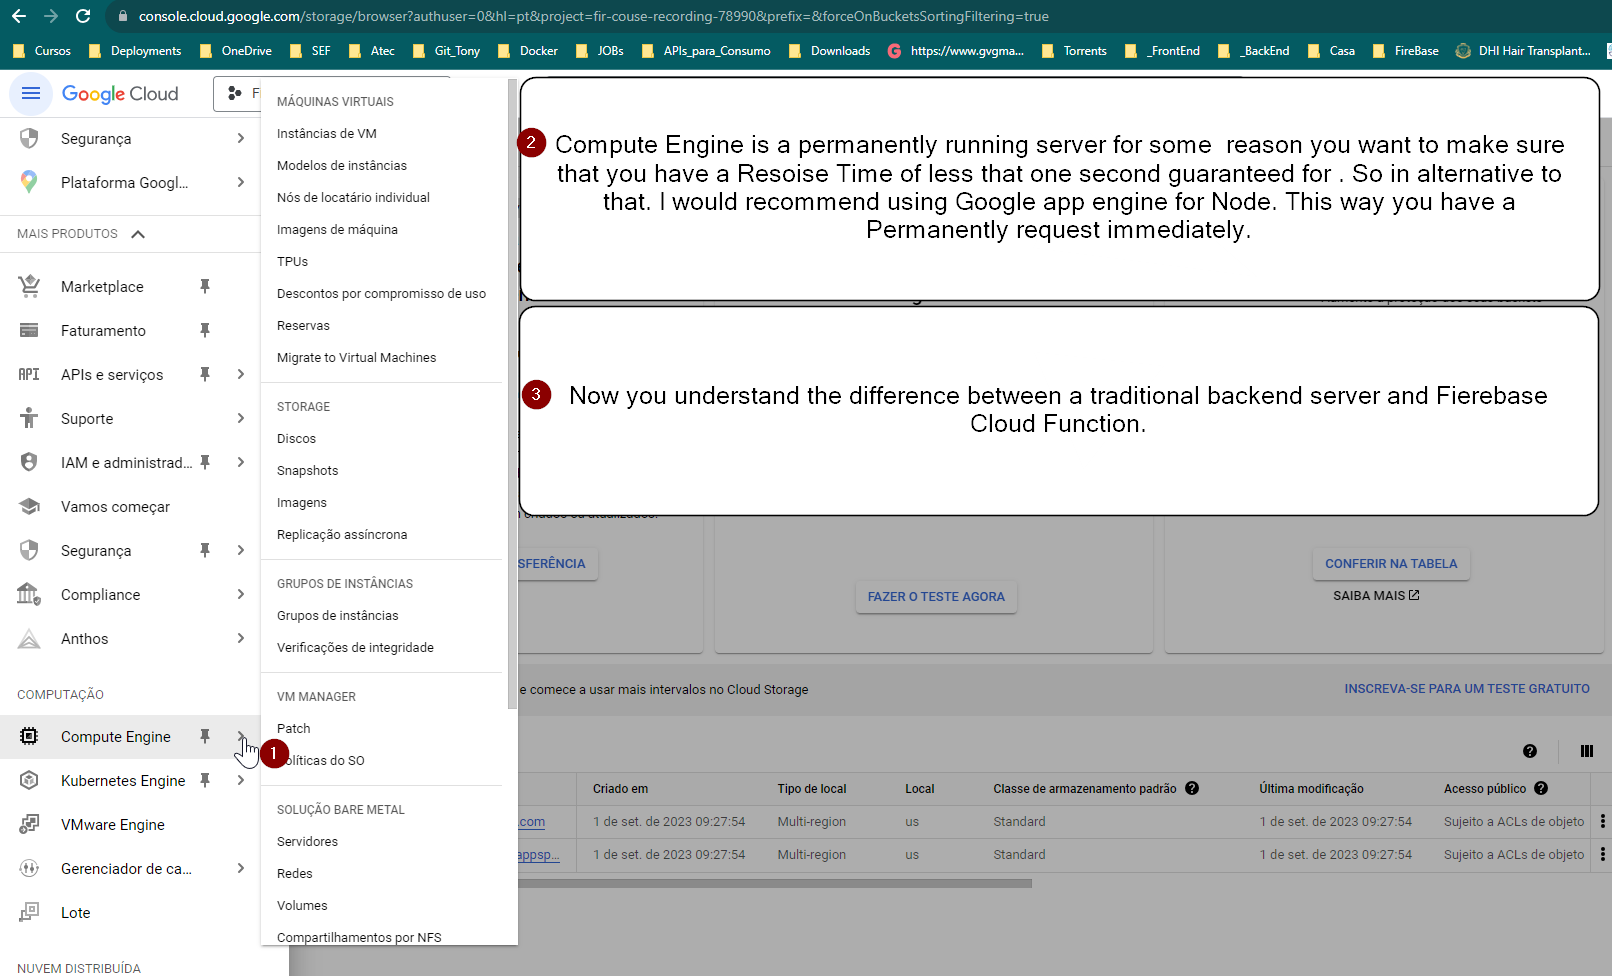 console.cloud.google.com/storage/browser?authuser=0&hl=pt&project=fir-couse-recording-78990&prefix=&forceOnBucketsSortingFiltering=true
Cursos Deployments OneDrive SEF Atec Git_Tony Docker JOBs APIs_para_Consumo Downloads https://www.gvgma... Torrents _FrontEnd _BackEnd Casa FireBase DHI Hair Transplant...
Google Cloud
Segurança
Plataforma Googl...
MAIS PRODUTOS
Marketplace
Faturamento
API APIs e serviços
Suporte
IAM e administrad...
Vamos começar
Segurança
Compliance
Anthos
COMPUTAÇÃO
Compute Engine
Kubernetes Engine
VMware Engine
Gerenciador de ca...
Lote
NUVEM DISTRIBUÍDA
MÁQUINAS VIRTUAIS
Instâncias de VM
Modelos de instâncias
Nós de locatário individual
Imagens de máquina
TPUs
Descontos por compromisso de uso
Reservas
Migrate to Virtual Machines
STORAGE
Discos
Snapshots
Imagens
Replicação assíncrona
GRUPOS DE INSTÂNCIAS
Grupos de instâncias
Verificações de integridade
VM MANAGER
Patch
1
olíticas do SO
SOLUÇÃO BARE METAL
Servidores
Redes
Volumes
Compartilhamentos por NFS
2
Compute Engine is a permanently running server for some  reason you want to make sure
that you have a Resoise Time of less that one second guaranteed for . So in alternative to
that. I would recommend using Google app engine for Node. This way you have a
Permanently request immediately.
3
Now you understand the difference between a traditional backend server and Fierebase
Cloud Function.
SFERÊNCIA
FAZER O TESTE AGORA
CONFERIR NA TABELA
SAIBA MAIS
e comece a usar mais intervalos no Cloud Storage
INSCREVA-SE PARA UM TESTE GRATUITO
Criado em Tipo de local Local Classe de armazenamento padrão Última modificação Acesso público
.com 1 de set. de 2023 09:27:54 Multi-region us Standard 1 de set. de 2023 09:27:54 Sujeito a ACLs de objeto
appsp... 1 de set. de 2023 09:27:54 Multi-region us Standard 1 de set. de 2023 09:27:54 Sujeito a ACLs de objeto